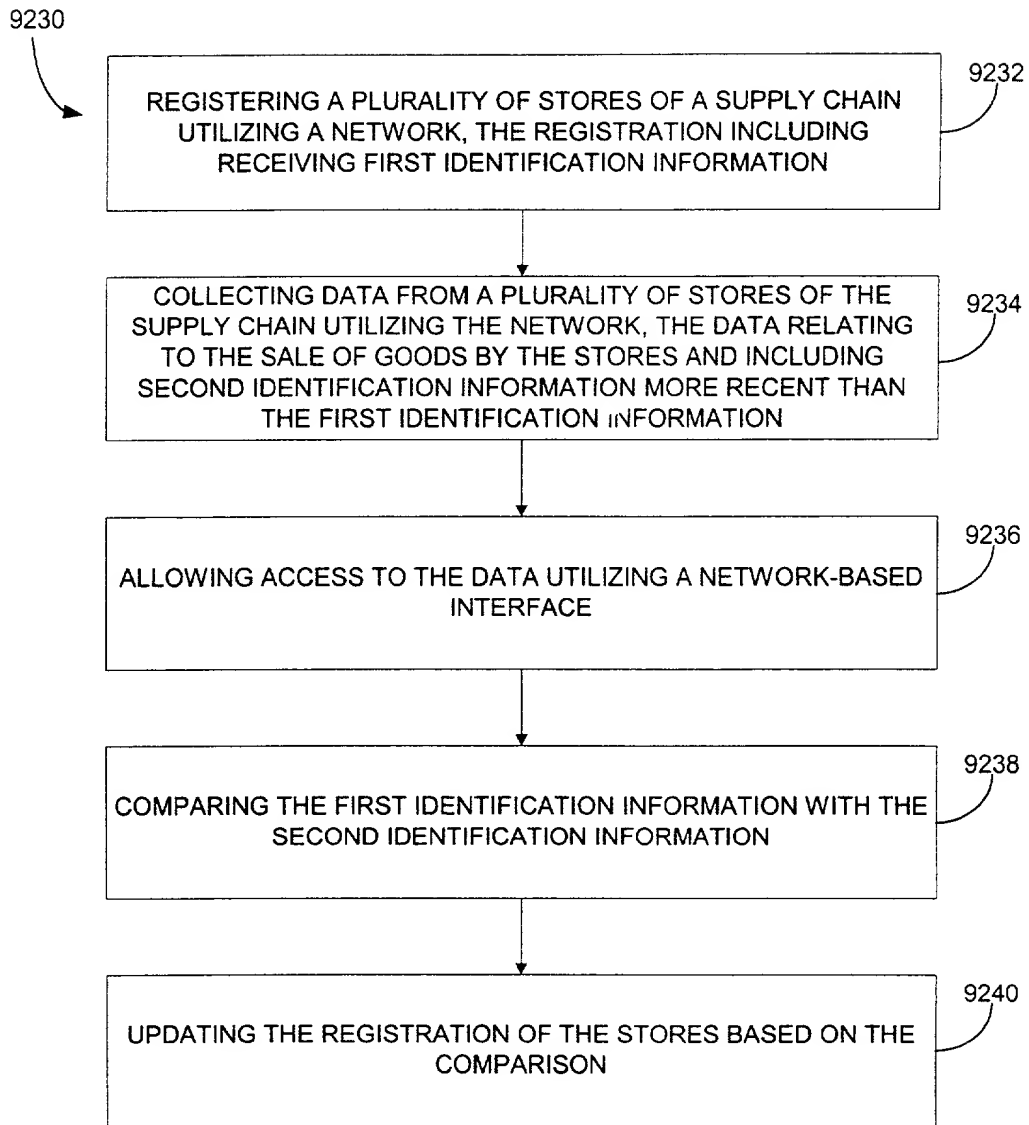 9230
REGISTERING A PLURALITY OF STORES OF A SUPPLY CHAIN
UTILIZING A NETWORK, THE REGISTRATION INCLUDING
RECEIVING FIRST IDENTIFICATION INFORMATION
9232
COLLECTING DATA FROM A PLURALITY OF STORES OF THE
SUPPLY CHAIN UTILIZING THE NETWORK, THE DATA RELATING
TO THE SALE OF GOODS BY THE STORES AND INCLUDING
SECOND IDENTIFICATION INFORMATION MORE RECENT THAN
THE FIRST IDENTIFICATION INFORMATION
9234
ALLOWING ACCESS TO THE DATA UTILIZING A NETWORK-BASED
INTERFACE
9236
COMPARING THE FIRST IDENTIFICATION INFORMATION WITH THE
SECOND IDENTIFICATION INFORMATION
9238
UPDATING THE REGISTRATION OF THE STORES BASED ON THE
COMPARISON
9240